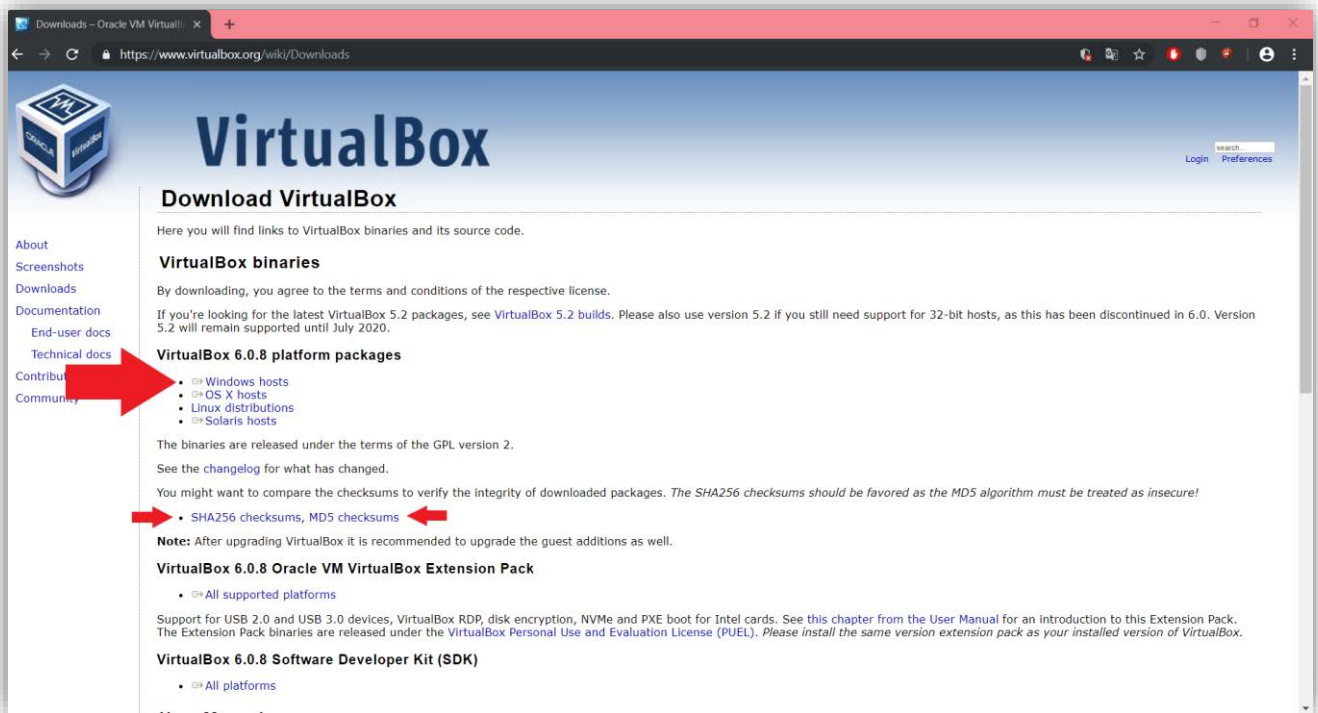 Downloads – Oracle VM VirtualB
https://www.virtualbox.org/wiki/Downloads
ORACLE
VirtualBox
VirtualBox
search...
Login Preferences
Download VirtualBox
Here you will find links to VirtualBox binaries and its source code.
About
Screenshots
Downloads
Documentation
End-user docs
Technical docs
Contribut
Community
VirtualBox binaries
By downloading, you agree to the terms and conditions of the respective license.
If you're looking for the latest VirtualBox 5.2 packages, see VirtualBox 5.2 builds. Please also use version 5.2 if you still need support for 32-bit hosts, as this has been discontinued in 6.0. Version
5.2 will remain supported until July 2020.
VirtualBox 6.0.8 platform packages
• Windows hosts
• OS X hosts
• Linux distributions
• Solaris hosts
The binaries are released under the terms of the GPL version 2.
See the changelog for what has changed.
You might want to compare the checksums to verify the integrity of downloaded packages. The SHA256 checksums should be favored as the MD5 algorithm must be treated as insecure!
• SHA256 checksums, MD5 checksums
Note: After upgrading VirtualBox it is recommended to upgrade the guest additions as well.
VirtualBox 6.0.8 Oracle VM VirtualBox Extension Pack
• All supported platforms
Support for USB 2.0 and USB 3.0 devices, VirtualBox RDP, disk encryption, NVMe and PXE boot for Intel cards. See this chapter from the User Manual for an introduction to this Extension Pack.
The Extension Pack binaries are released under the VirtualBox Personal Use and Evaluation License (PUEL). Please install the same version extension pack as your installed version of VirtualBox.
VirtualBox 6.0.8 Software Developer Kit (SDK)
• All platforms